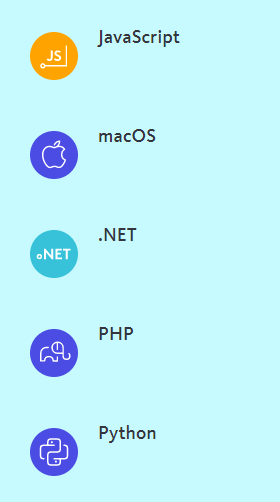 JS
JavaScript
macOS
.NET
.NET
PHP
Python